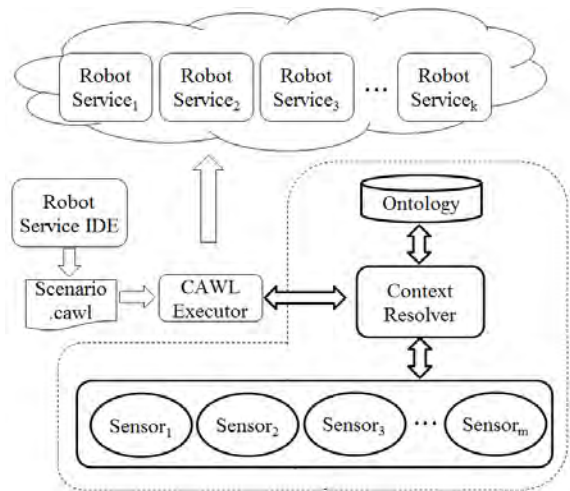 Robot
Service1
Robot
Service2
Robot
Service3
...
Robot
Servicek
Robot
Service IDE
Scenario
.cawl
CAWL
Executor
Ontology
Context
Resolver
Sensor1
Sensor2
Sensor3
...
Sensorm